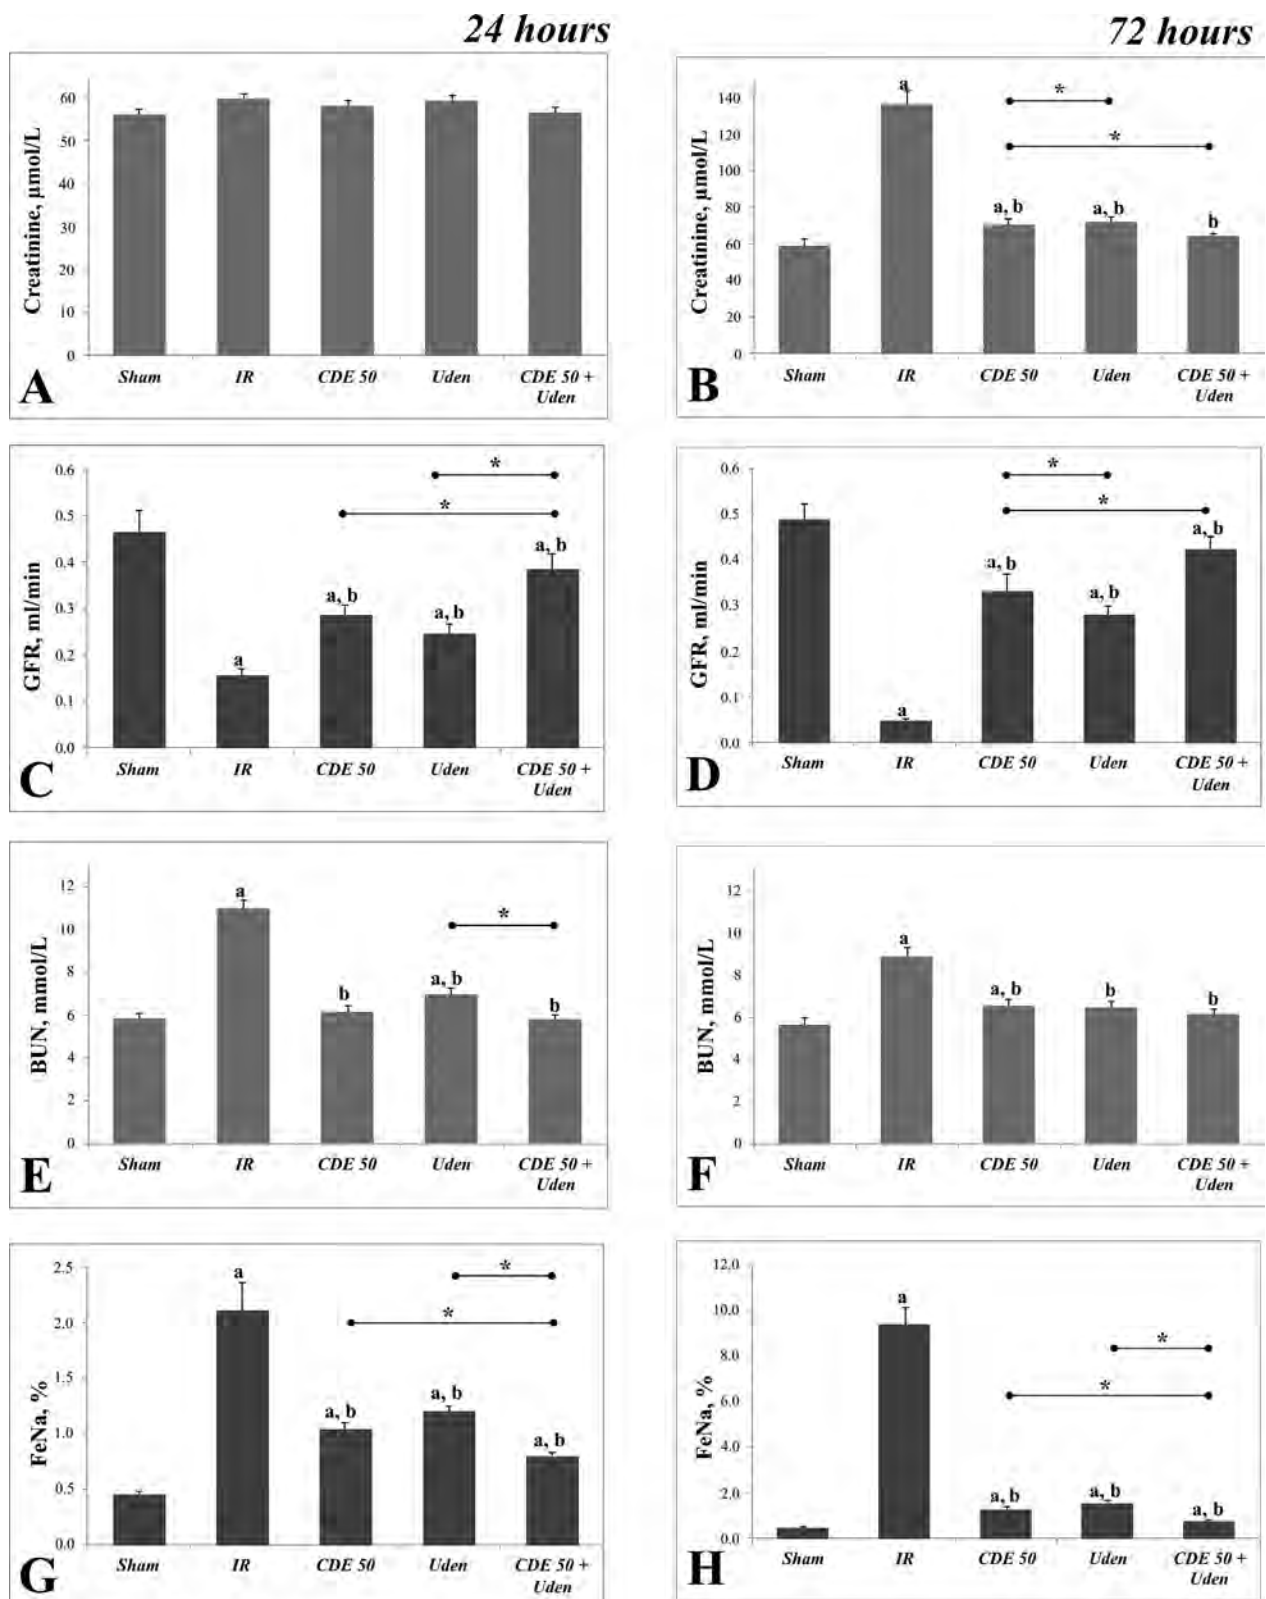 24 hours
72 hours
Creatinine, µmol/L
60
50
40
30
20
10
0
Sham IR CDE 50 Uden CDE 50 +
Uden
A
Creatinine, µmol/L
140
120
100
80
60
40
20
0
a
a, b
a, b
b
*
*
Sham IR CDE 50 Uden CDE 50 +
Uden
B
GFR, ml/min
0.6
0.5
0.4
0.3
0.2
0.1
0.0
a
a, b
a, b
a, b
*
*
Sham IR CDE 50 Uden CDE 50 +
Uden
C
GFR, ml/min
0.6
0.5
0.4
0.3
0.2
0.1
0.0
a
a, b
a, b
a, b
*
*
Sham IR CDE 50 Uden CDE 50 +
Uden
D
BUN, mmol/L
12
10
8
6
4
2
0
a
b
a, b
b
*
Sham IR CDE 50 Uden CDE 50 +
Uden
E
BUN, mmol/L
12
10
8
6
4
2
0
a
a, b
b
b
Sham IR CDE 50 Uden CDE 50 +
Uden
F
FeNa, %
2.5
2.0
1.5
1.0
0.5
0.0
a
a, b
a, b
a, b
*
*
Sham IR CDE 50 Uden CDE 50 +
Uden
G
FeNa, %
12.0
10.0
8.0
6.0
4.0
2.0
0.0
a
a, b
a, b
a, b
*
*
Sham IR CDE 50 Uden CDE 50 +
Uden
H